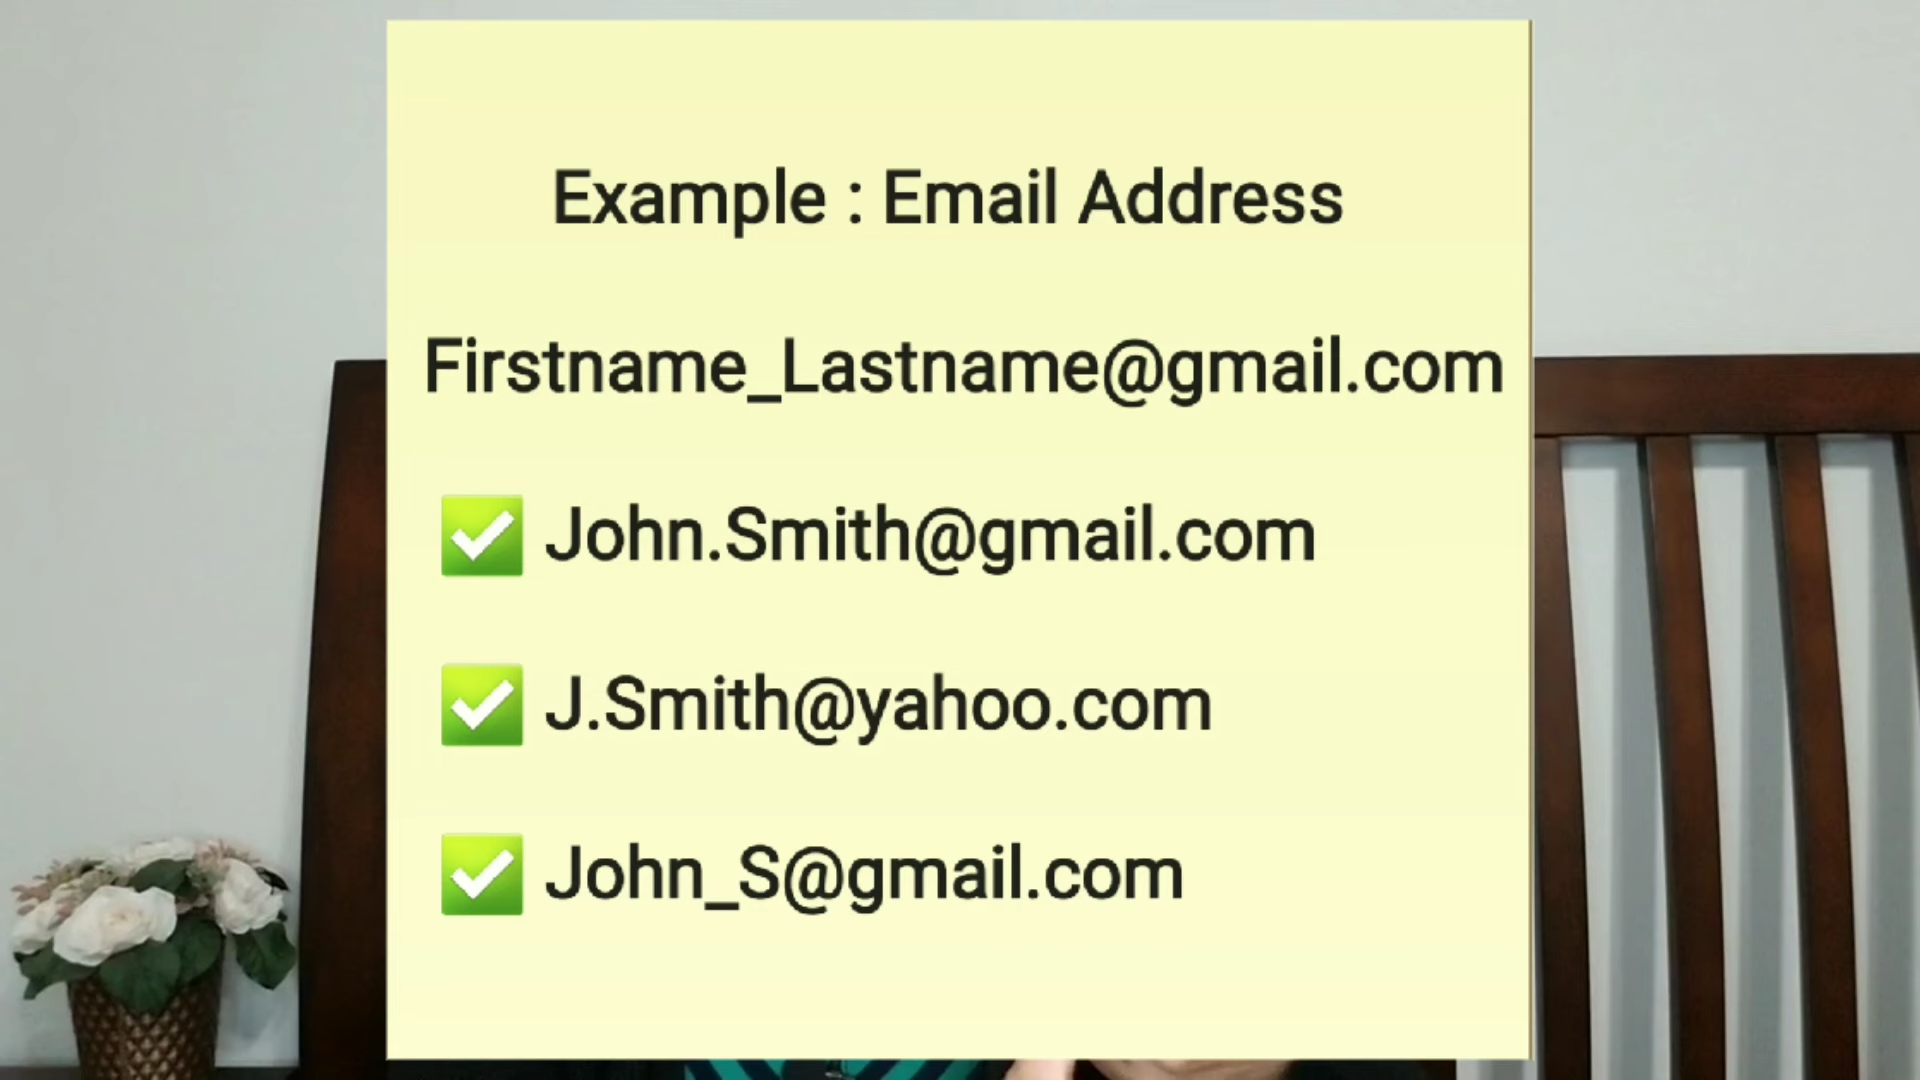 Example : Email Address
Firstname_Lastname@gmail.com
✅ John.Smith@gmail.com
✅ J.Smith@yahoo.com
✅ John_S@gmail.com